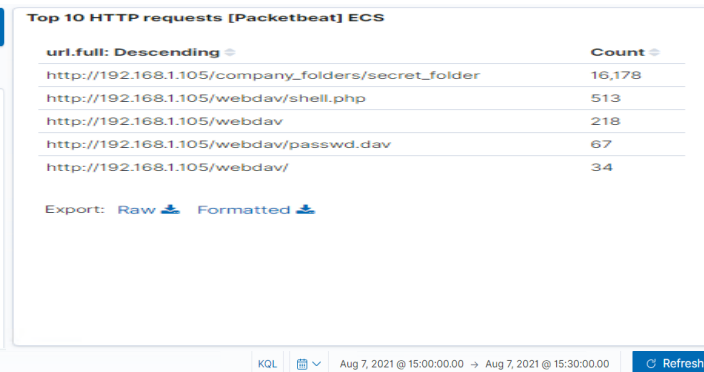 Top 10 HTTP requests [Packetbeat] ECS
url.full: Descending Count
http://192.168.1.105/company_folders/secret_folder 16,178
http://192.168.1.105/webdav/shell.php 513
http://192.168.1.105/webdav 218
http://192.168.1.105/webdav/passwd.dav 67
http://192.168.1.105/webdav/ 34
Export: Raw Formatted
KQL Aug 7, 2021 @ 15:00:00.00 → Aug 7, 2021 @ 15:30:00.00 Refresh